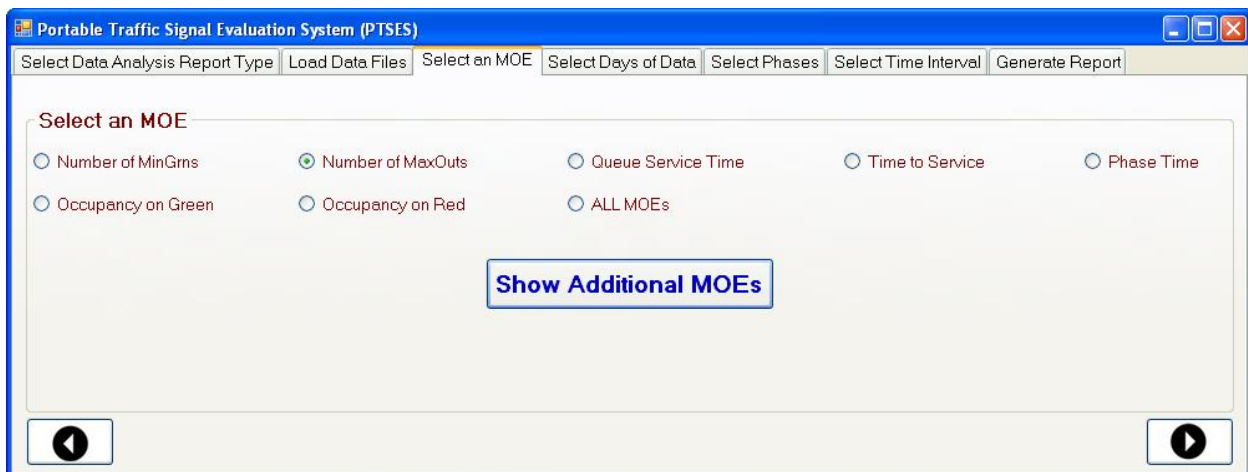 Portable Traffic Signal Evaluation System (PTSES)
Select Data Analysis Report Type Load Data Files Select an MOE Select Days of Data Select Phases Select Time Interval Generate Report
Select an MOE
Number of MinGrns Number of MaxOuts Queue Service Time Time to Service Phase Time
Occupancy on Green Occupancy on Red ALL MOEs
Show Additional MOEs